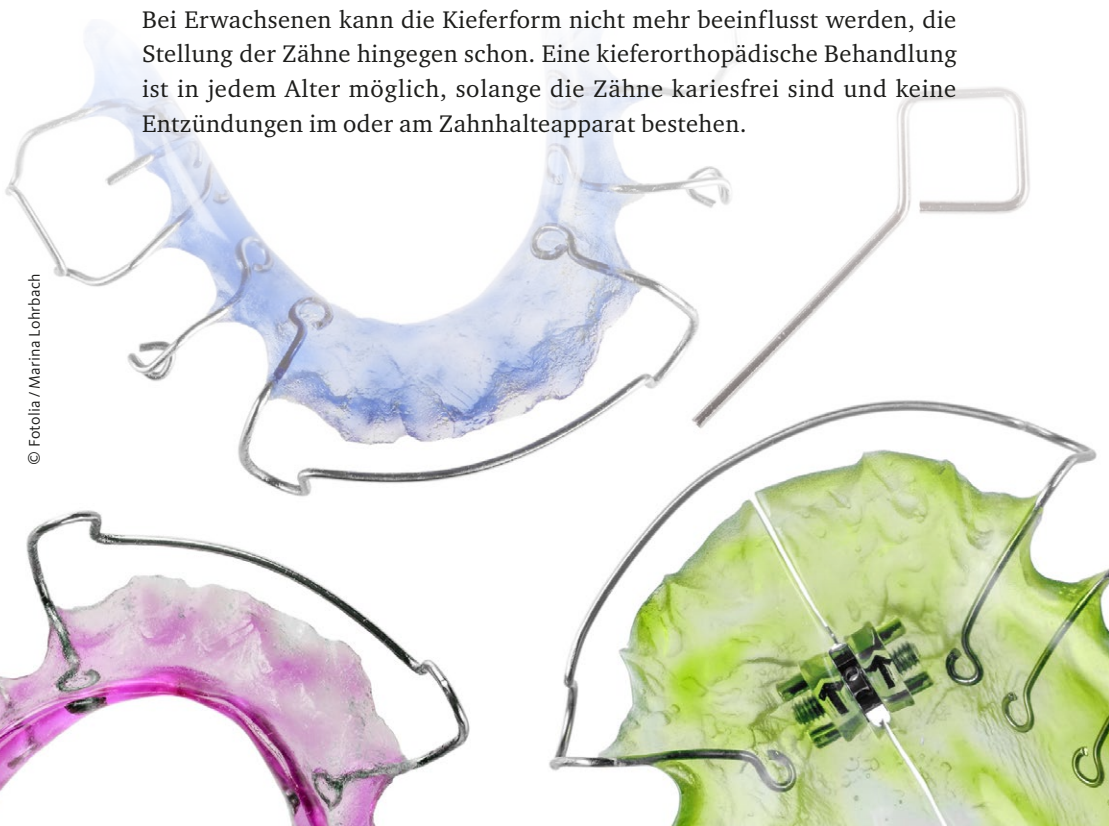 Bei Erwachsenen kann die Kieferform nicht mehr beeinflusst werden, die
Stellung der Zähne hingegen schon. Eine kieferorthopädische Behandlung
ist in jedem Alter möglich, solange die Zähne kariesfrei sind und keine
Entzündungen im oder am Zahnhalteapparat bestehen.
© Fotolia / Marina Lohrbach